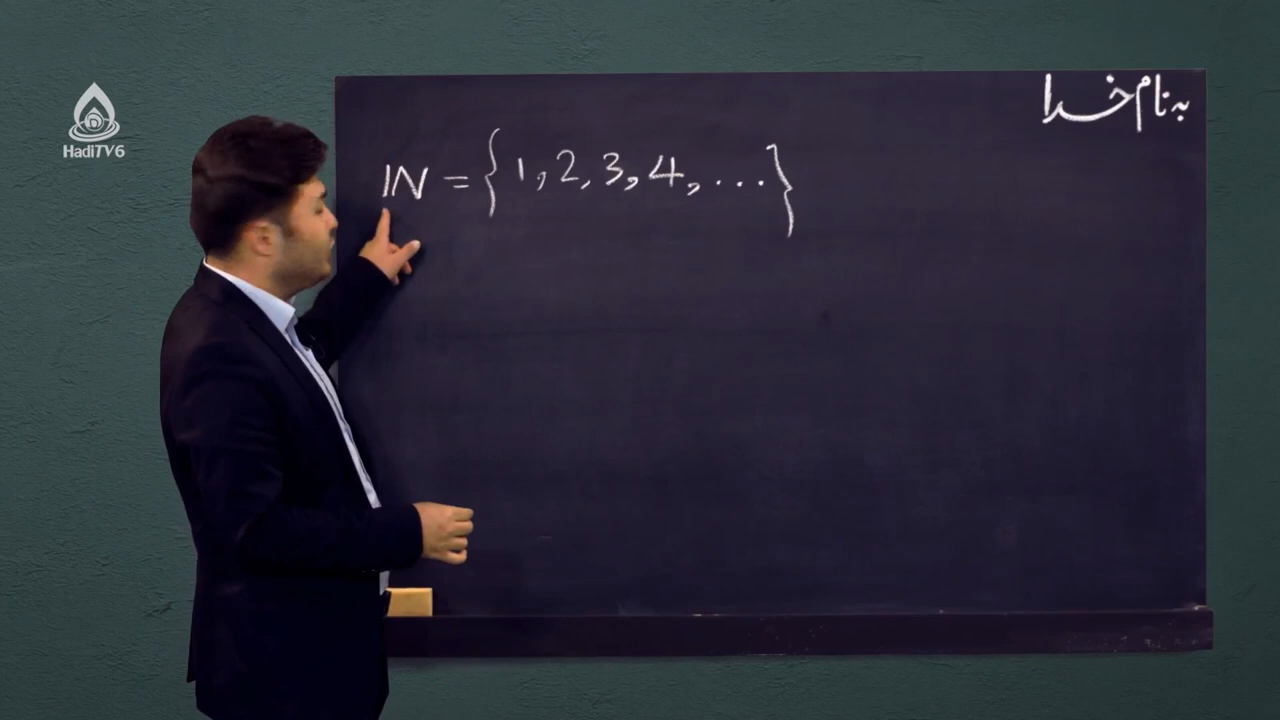 به نام خدا
IN = {1, 2, 3, 4, ...}
HadiTV6